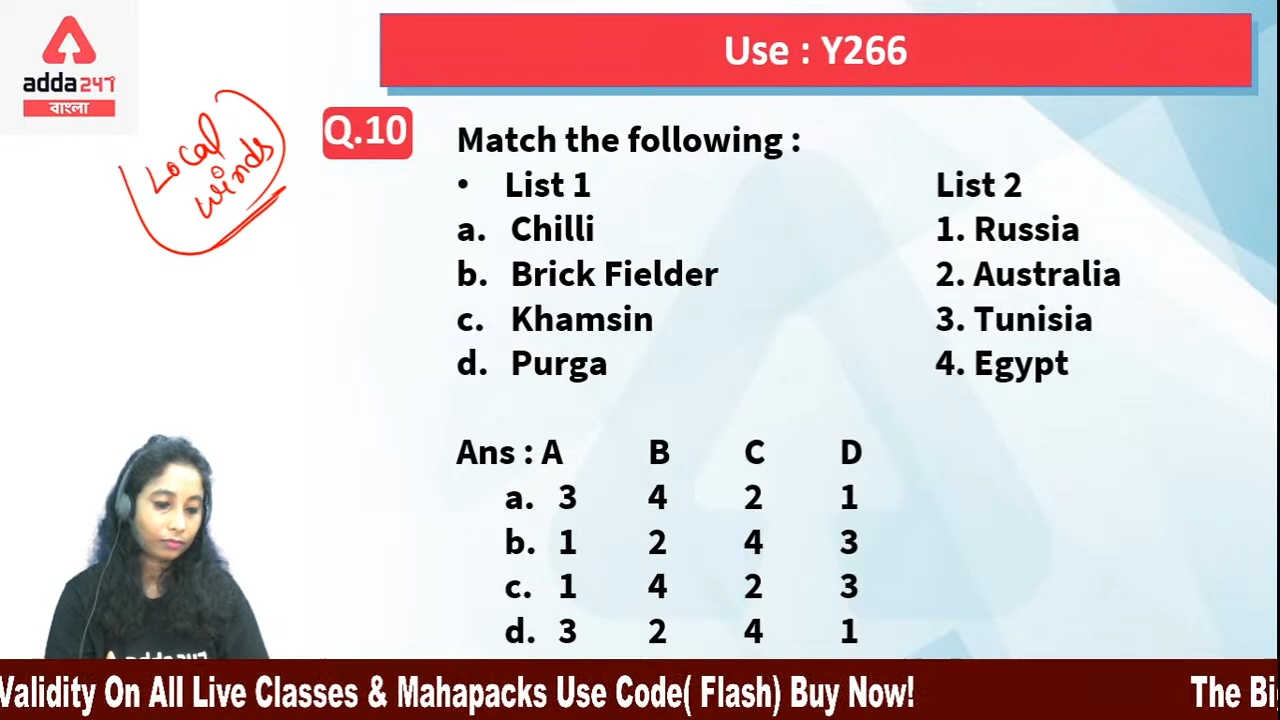 adda247
বাংলা
Use : Y266
Local
winds
Q.10
Match the following :
• List 1 List 2
a. Chilli 1. Russia
b. Brick Fielder 2. Australia
c. Khamsin 3. Tunisia
d. Purga 4. Egypt
Ans : A B C D
a. 3 4 2 1
b. 1 2 4 3
c. 1 4 2 3
d. 3 2 4 1
adda247
Validity On All Live Classes & Mahapacks Use Code( Flash) Buy Now! The